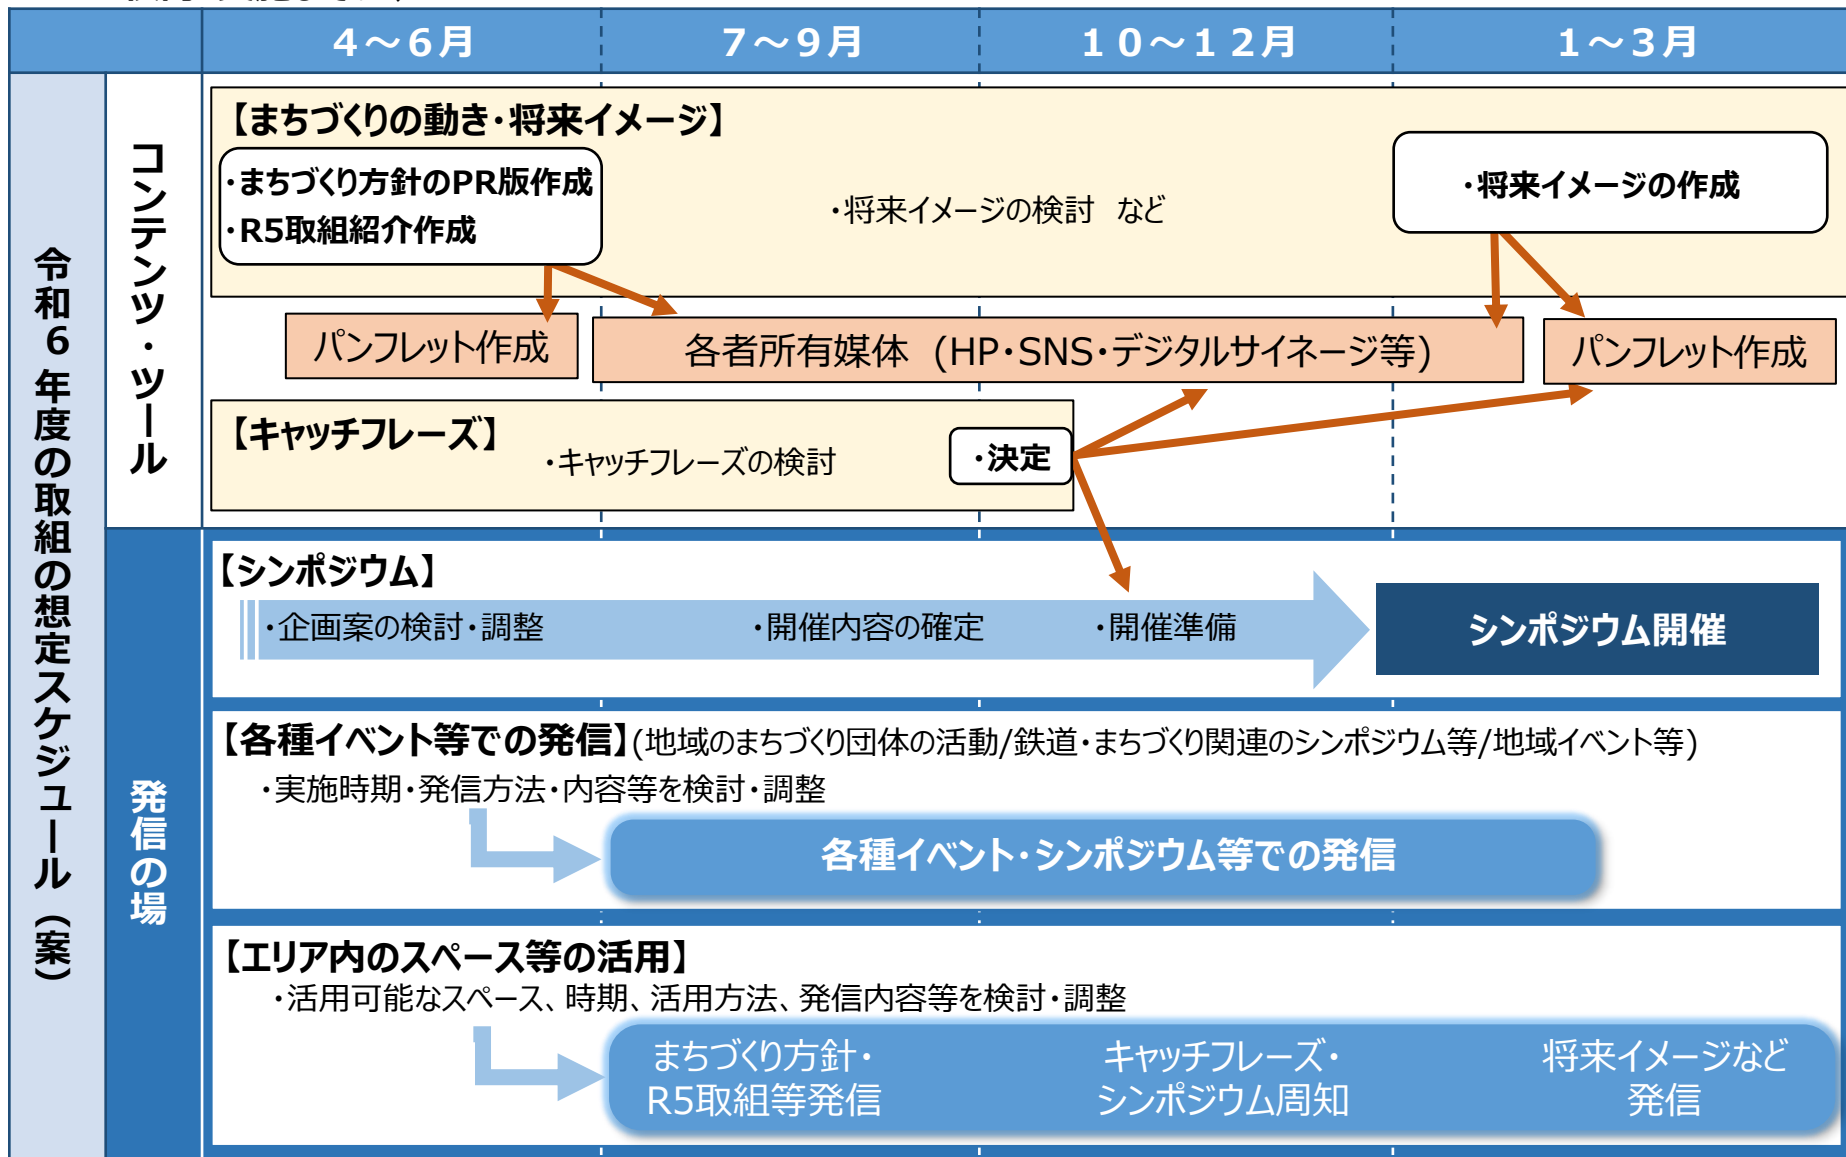 4～6月
7～9月
10～12月
1～3月
令和6年度の取組の想定スケジュール（案）
コンテンツ・ツール
【まちづくりの動き・将来イメージ】
・まちづくり方針のPR版作成
・R5取組紹介作成
・将来イメージの検討　など
・将来イメージの作成
パンフレット作成
各者所有媒体（HP・SNS・デジタルサイネージ等）
パンフレット作成
【キャッチフレーズ】
・キャッチフレーズの検討
・決定
発信の場
【シンポジウム】
・企画案の検討・調整
・開催内容の確定
・開催準備
シンポジウム開催
【各種イベント等での発信】(地域のまちづくり団体の活動/鉄道・まちづくり関連のシンポジウム等/地域イベント等)
・実施時期・発信方法・内容等を検討・調整
各種イベント・シンポジウム等での発信
【エリア内のスペース等の活用】
・活用可能なスペース、時期、活用方法、発信内容等を検討・調整
まちづくり方針・
R5取組等発信
キャッチフレーズ・
シンポジウム周知
将来イメージなど
発信